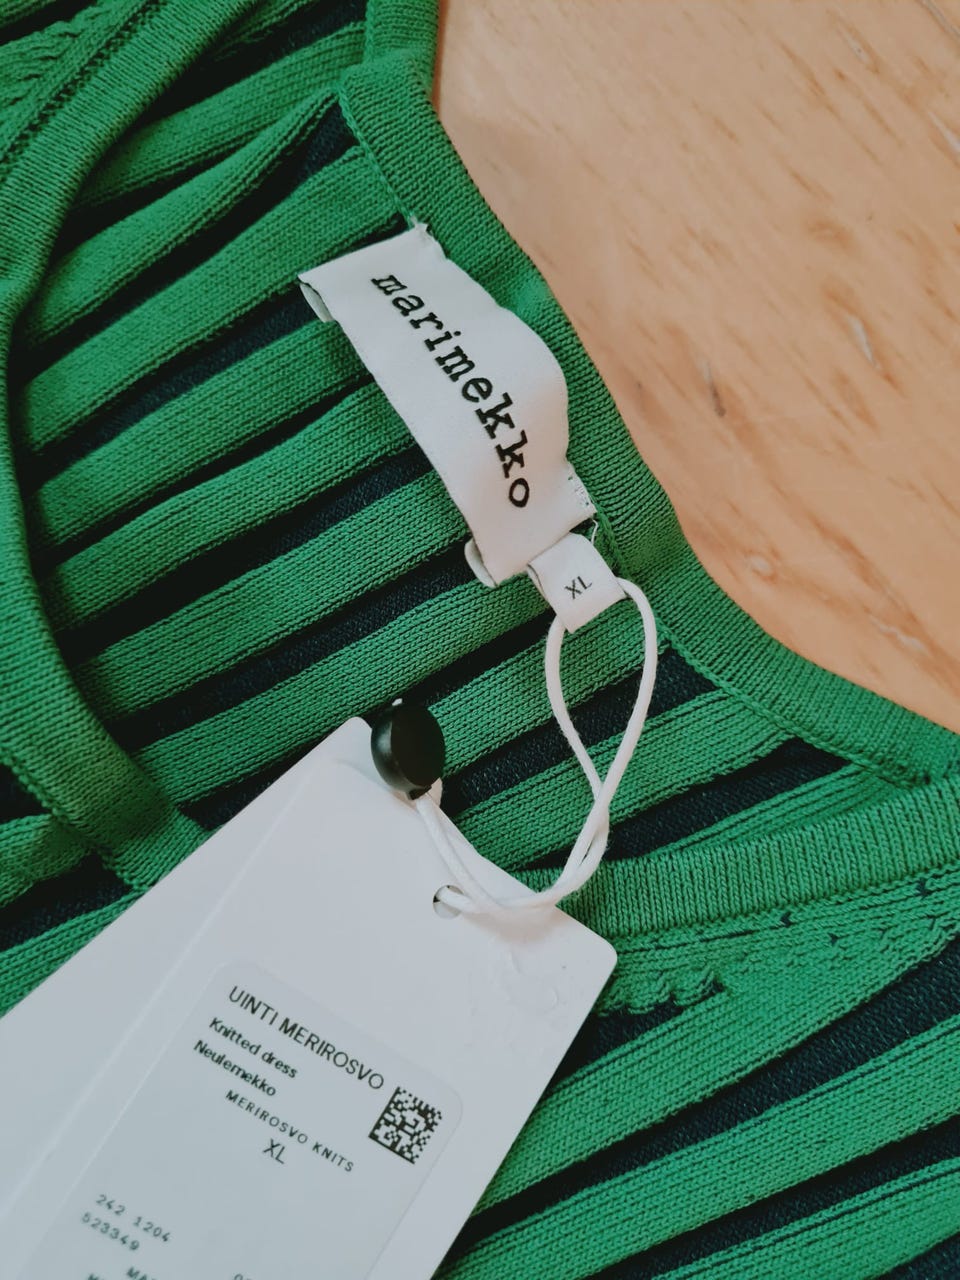 marimekko
XL
UINTI MERIROSVO
Knitted dress
Neulemekko
MERIROSVO KNITS
XL
242 1204
523349